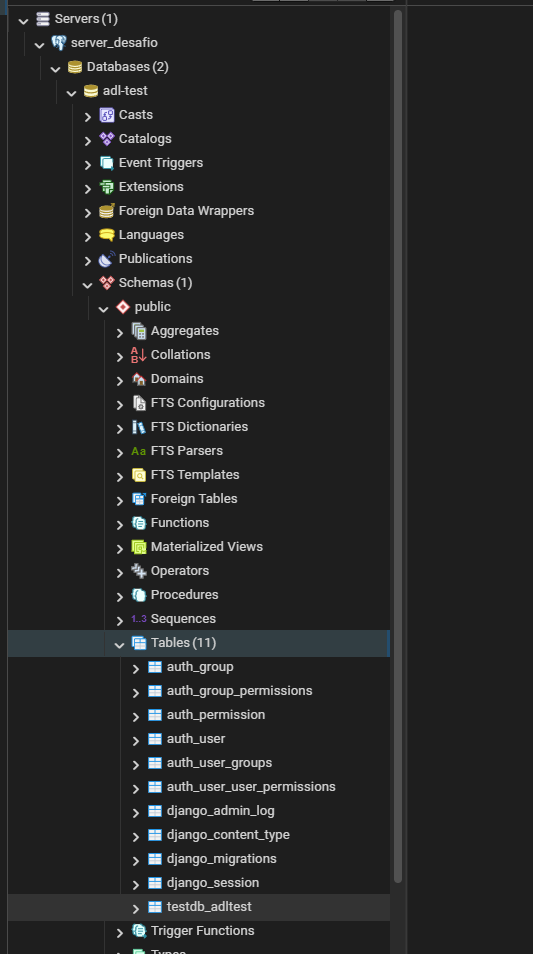 Servers (1)
server_desafio
Databases (2)
adl-test
Casts
Catalogs
Event Triggers
Extensions
Foreign Data Wrappers
Languages
Publications
Schemas (1)
public
Aggregates
Collations
Domains
FTS Configurations
FTS Dictionaries
Aa FTS Parsers
FTS Templates
Foreign Tables
Functions
Materialized Views
Operators
Procedures
1..3 Sequences
Tables (11)
auth_group
auth_group_permissions
auth_permission
auth_user
auth_user_groups
auth_user_user_permissions
django_admin_log
django_content_type
django_migrations
django_session
testdb_adltest
Trigger Functions
Types